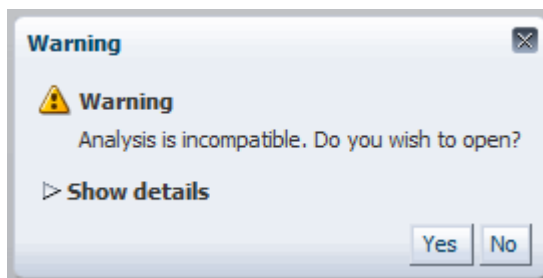 Warning
Warning
Analysis is incompatible. Do you wish to open?
Show details
Yes No